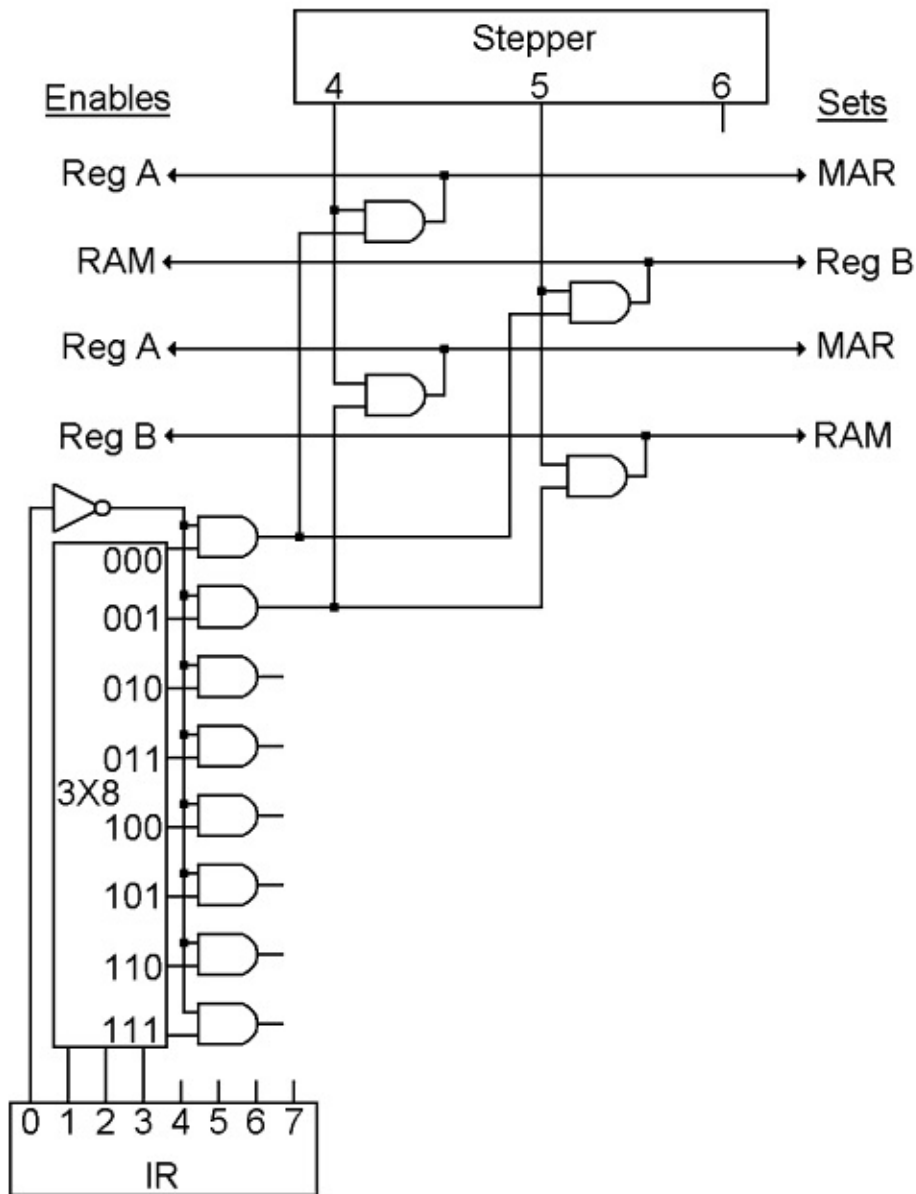 Stepper
4 5 6
Enables
Sets
Reg A
MAR
RAM
Reg B
Reg A
MAR
Reg B
RAM
000
001
010
011
3X8
100
101
110
111
0 1 2 3 4 5 6 7
IR